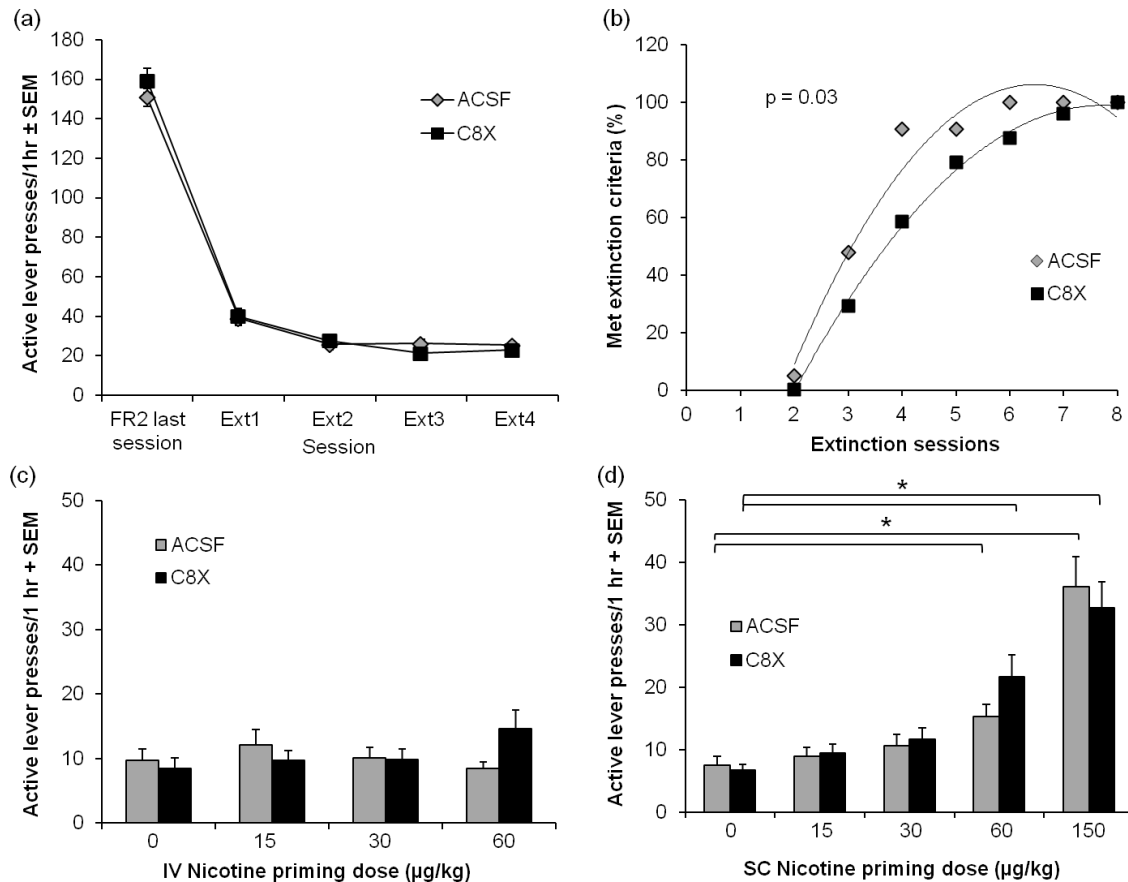 (a)
Active lever presses/1hr ± SEM
180
160
140
120
100
80
60
40
20
0
FR2 last session
Ext1
Ext2
Ext3
Ext4
Session
ACSF
C8X
(b)
Met extinction criteria (%)
120
100
80
60
40
20
0
0 1 2 3 4 5 6 7 8
Extinction sessions
p = 0.03
ACSF
C8X
(c)
Active lever presses/1 hr + SEM
50
40
30
20
10
0
0 15 30 60
IV Nicotine priming dose (µg/kg)
ACSF
C8X
(d)
Active lever presses/1 hr + SEM
50
40
30
20
10
0
0 15 30 60 150
SC Nicotine priming dose (µg/kg)
ACSF
C8X
*
*